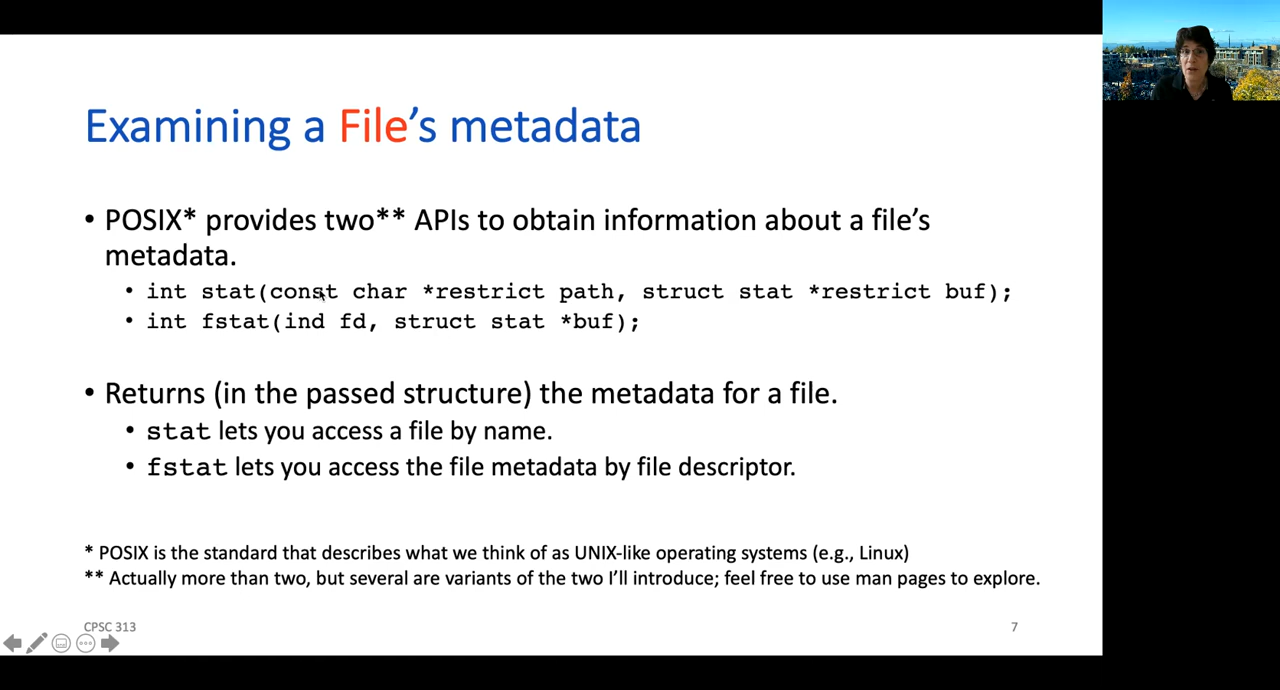 Examining a File's metadata
• POSIX* provides two** APIs to obtain information about a file's
metadata.
• int stat(const char *restrict path, struct stat *restrict buf);
• int fstat(ind fd, struct stat *buf);
• Returns (in the passed structure) the metadata for a file.
• stat lets you access a file by name.
• fstat lets you access the file metadata by file descriptor.
* POSIX is the standard that describes what we think of as UNIX-like operating systems (e.g., Linux)
** Actually more than two, but several are variants of the two I'll introduce; feel free to use man pages to explore.
CPSC 313
7